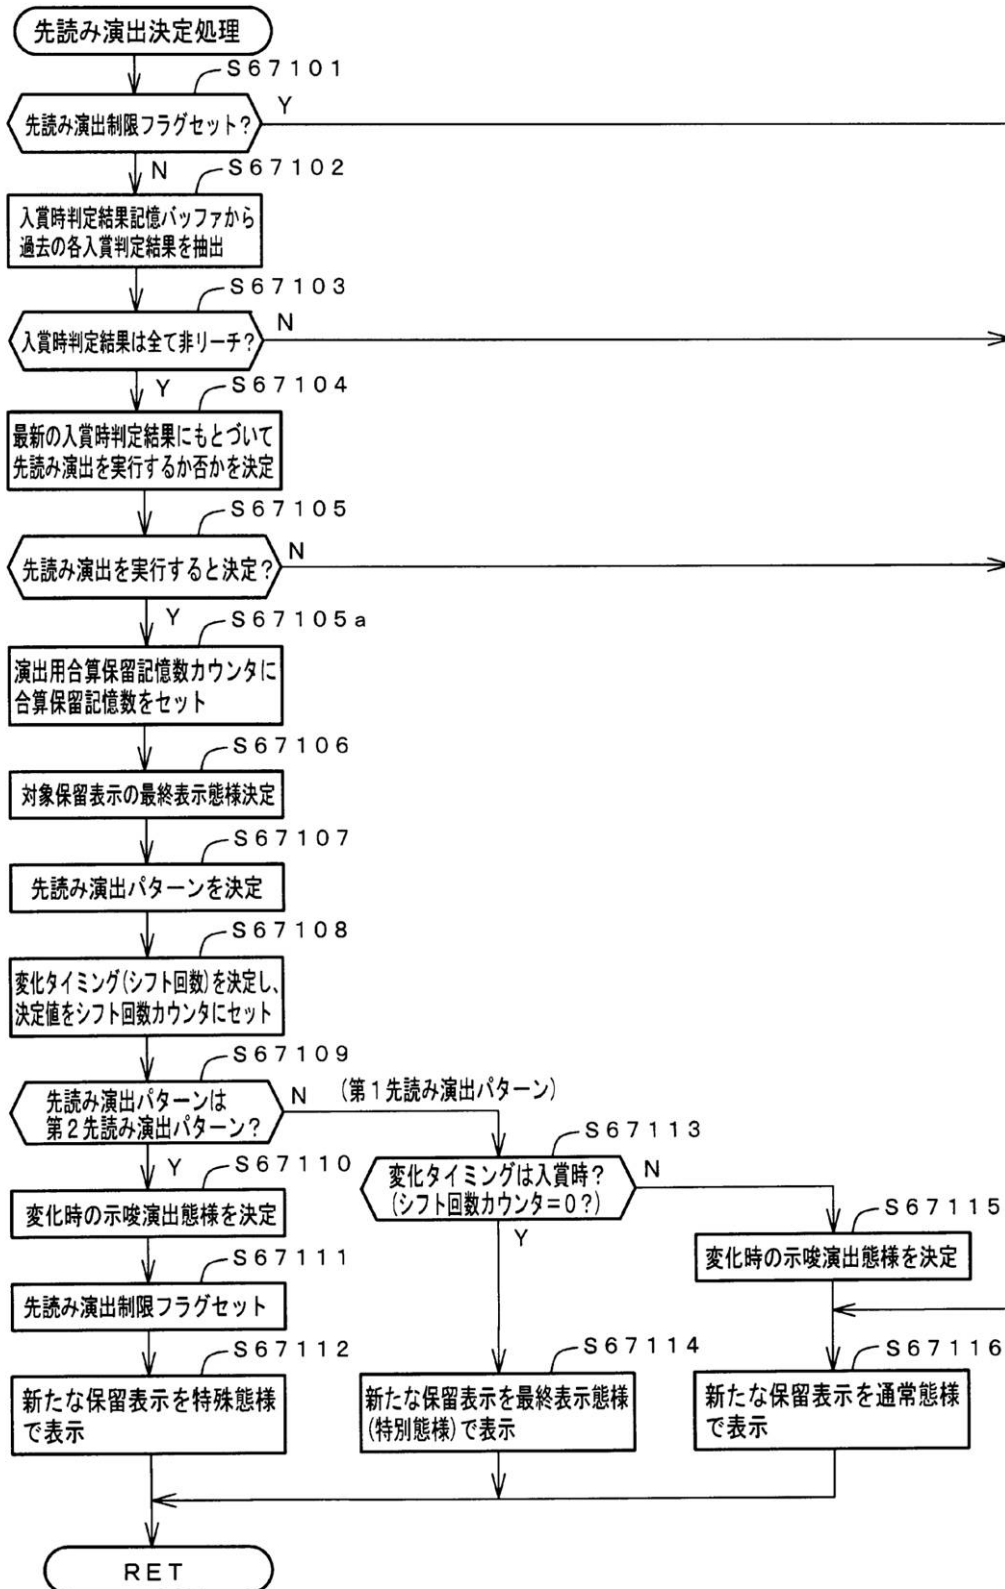 先読み演出決定処理
S67101
先読み演出制限フラグセット?
Y
N
S67102
入賞時判定結果記憶バッファから
過去の各入賞判定結果を抽出
S67103
入賞時判定結果は全て非リーチ?
N
Y
S67104
最新の入賞時判定結果にもとづいて
先読み演出を実行するか否かを決定
S67105
先読み演出を実行すると決定?
N
Y
S67105a
演出用合算保留記憶数カウンタに
合算保留記憶数をセット
S67106
対象保留表示の最終表示態様決定
S67107
先読み演出パターンを決定
S67108
変化タイミング(シフト回数)を決定し、
決定値をシフト回数カウンタにセット
S67109
先読み演出パターンは
第2先読み演出パターン?
N
(第1先読み演出パターン)
Y
S67110
変化時の示唆演出態様を決定
S67111
先読み演出制限フラグセット
S67112
新たな保留表示を特殊態様
で表示
S67113
変化タイミングは入賞時?
(シフト回数カウンタ=0?)
N
Y
S67114
新たな保留表示を最終表示態様
(特別態様)で表示
S67115
変化時の示唆演出態様を決定
S67116
新たな保留表示を通常態様
で表示
RET